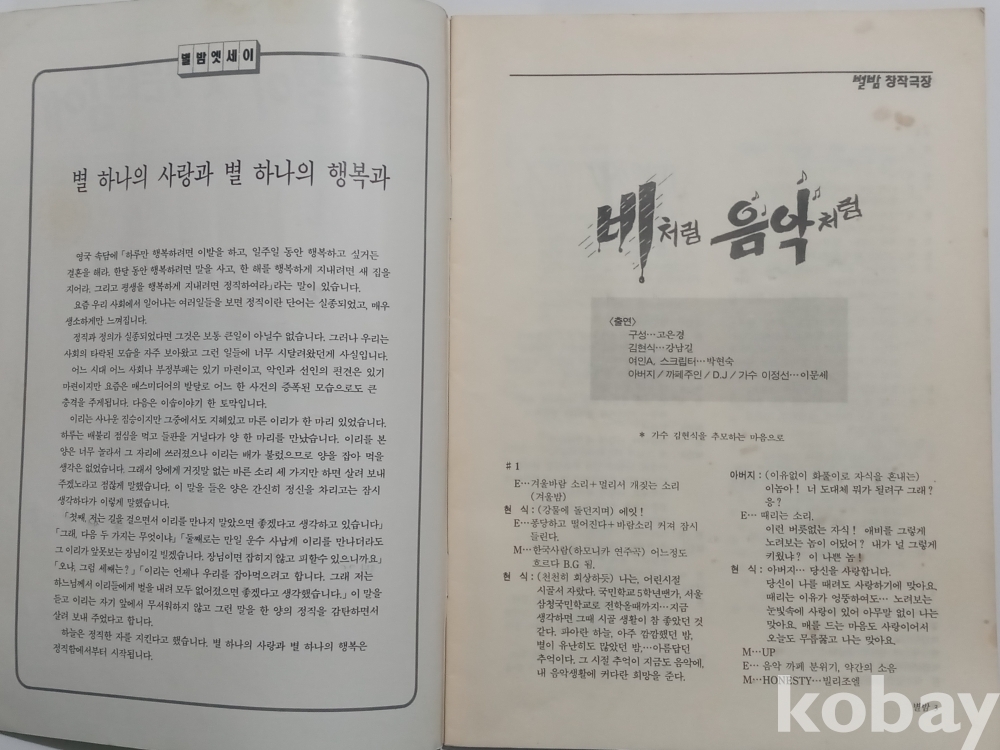 별밤엣세이
별 하나의 사랑과 별 하나의 행복과
영국 속담에 「하루만 행복하려면 이발을 하고, 일주일 동안 행복하고 싶거든
결혼을 해라. 한달 동안 행복하려면 말을 사고, 한 해를 행복하게 지내려면 새 집을
지어라. 그리고 평생을 행복하게 지내려면 정직하여라」라는 말이 있습니다.
요즘 우리 사회에서 일어나는 여러일들을 보면 정직이란 단어는 실종되었고, 매우
생소하게만 느껴집니다.
정직과 정의가 실종되었다면 그것은 보통 큰일이 아닐수 없습니다. 그러나 우리는
사회의 타락된 모습을 자주 보아왔고 그런 일들에 너무 시달려왔던게 사실입니다.
어느 시대 어느 사회나 부정부패는 있기 마련이고, 악인과 선인의 편견은 있기
마련이지만 요즘은 매스미디어의 발달로 어느 한 사건의 증폭된 모습으로도 큰
충격을 주게됩니다. 다음은 이솝이야기 한 토막입니다.
이리는 사나운 짐승이지만 그중에서도 지혜있고 마른 이리가 한 마리 있었습니다.
하루는 배불리 점심을 먹고 들판을 거닐다가 양 한 마리를 만났습니다. 이리를 본
양은 너무 놀라서 그 자리에 쓰러졌으나 이리는 배가 불렀으므로 양을 잡아 먹을
생각은 없었습니다. 그래서 양에게 거짓말 없는 바른 소리 세 가지만 하면 살려 보내
주겠노라고 점잖게 말했습니다. 이 말을 들은 양은 간신히 정신을 차리고는 잠시
생각하다가 이렇게 말했습니다.
「첫째, 저는 길을 걸으면서 이리를 만나지 말았으면 좋겠다고 생각하고 있습니다」
「그래, 다음 두 가지는 무엇이냐」 「둘째로는 만일 운수 사납게 이리를 만나더라도
그 이리가 앞못보는 장님이길 빌겠습니다. 장님이면 잡히지 않고 피할수 있으니까요」
「오냐, 그럼 세째는?」 「이리는 언제나 우리를 잡아먹으려고 합니다. 그래 저는
하느님께서 이리들에게 벌을 내려 모두 없어졌으면 좋겠다고 생각했습니다.」 이 말을
듣고 이리는 자기 앞에서 무서워하지 않고 그런 말을 한 양의 정직을 감탄하면서
살려 보내 주었다고 합니다.
하늘은 정직한 자를 지킨다고 했습니다. 별 하나의 사랑과 별 하나의 행복은
정직함에서부터 시작됩니다.
별밤 창작극장
비처럼 음악처럼
〈출연〉
구성…고은경
김현식…강남길
여인A, 스크립터…박현숙
아버지/까페주인/D.J/가수 이정선…이문세
* 가수 김현식을 추모하는 마음으로
#1
E…겨울바람 소리+멀리서 개짖는 소리
(겨울밤)
현 식: (강물에 돌던지며) 에잇!
E…퐁당하고 떨어진다+바람소리 커져 잠시
들린다.
M…한국사람(하모니카 연주곡) 어느정도
흐르다 B.G 됨.
현 식: (천천히 회상하듯) 나는, 어린시절
시골서 자랐다. 국민학교 5학년땐가, 서울
삼청국민학교로 전학올때까지…지금
생각하면 그때 시골 생활이 참 좋았던 것
같다. 파아란 하늘, 아주 깜깜했던 밤,
별이 유난히도 많았던 밤,…아름답던
추억이다. 그 시절 추억이 지금도 음악에,
내 음악생활에 커다란 희망을 준다.
아버지: (이유없이 화풀이로 자식을 혼내는)
이놈아! 너 도대체 뭐가 될려구 그래?
응?
E…때리는 소리.
이런 버릇없는 자식! 애비를 그렇게
노려보는 놈이 어딨어? 내가 널 그렇게
키웠냐? 이 나쁜 놈!
현 식: 아버지… 당신을 사랑합니다.
당신이 나를 때려도 사랑하기에 맞아요.
때리는 이유가 엉뚱하여도… 노려보는
눈빛속에 사랑이 있어 아무말 없이 나는
맞아요. 매를 드는 마음도 사랑이어서
오늘도 무릎꿇고 나는 맞아요.
M…UP
E…음악 까페 분위기, 약간의 소음
M…HONESTY…빌리조엘
별밤 3
kobay